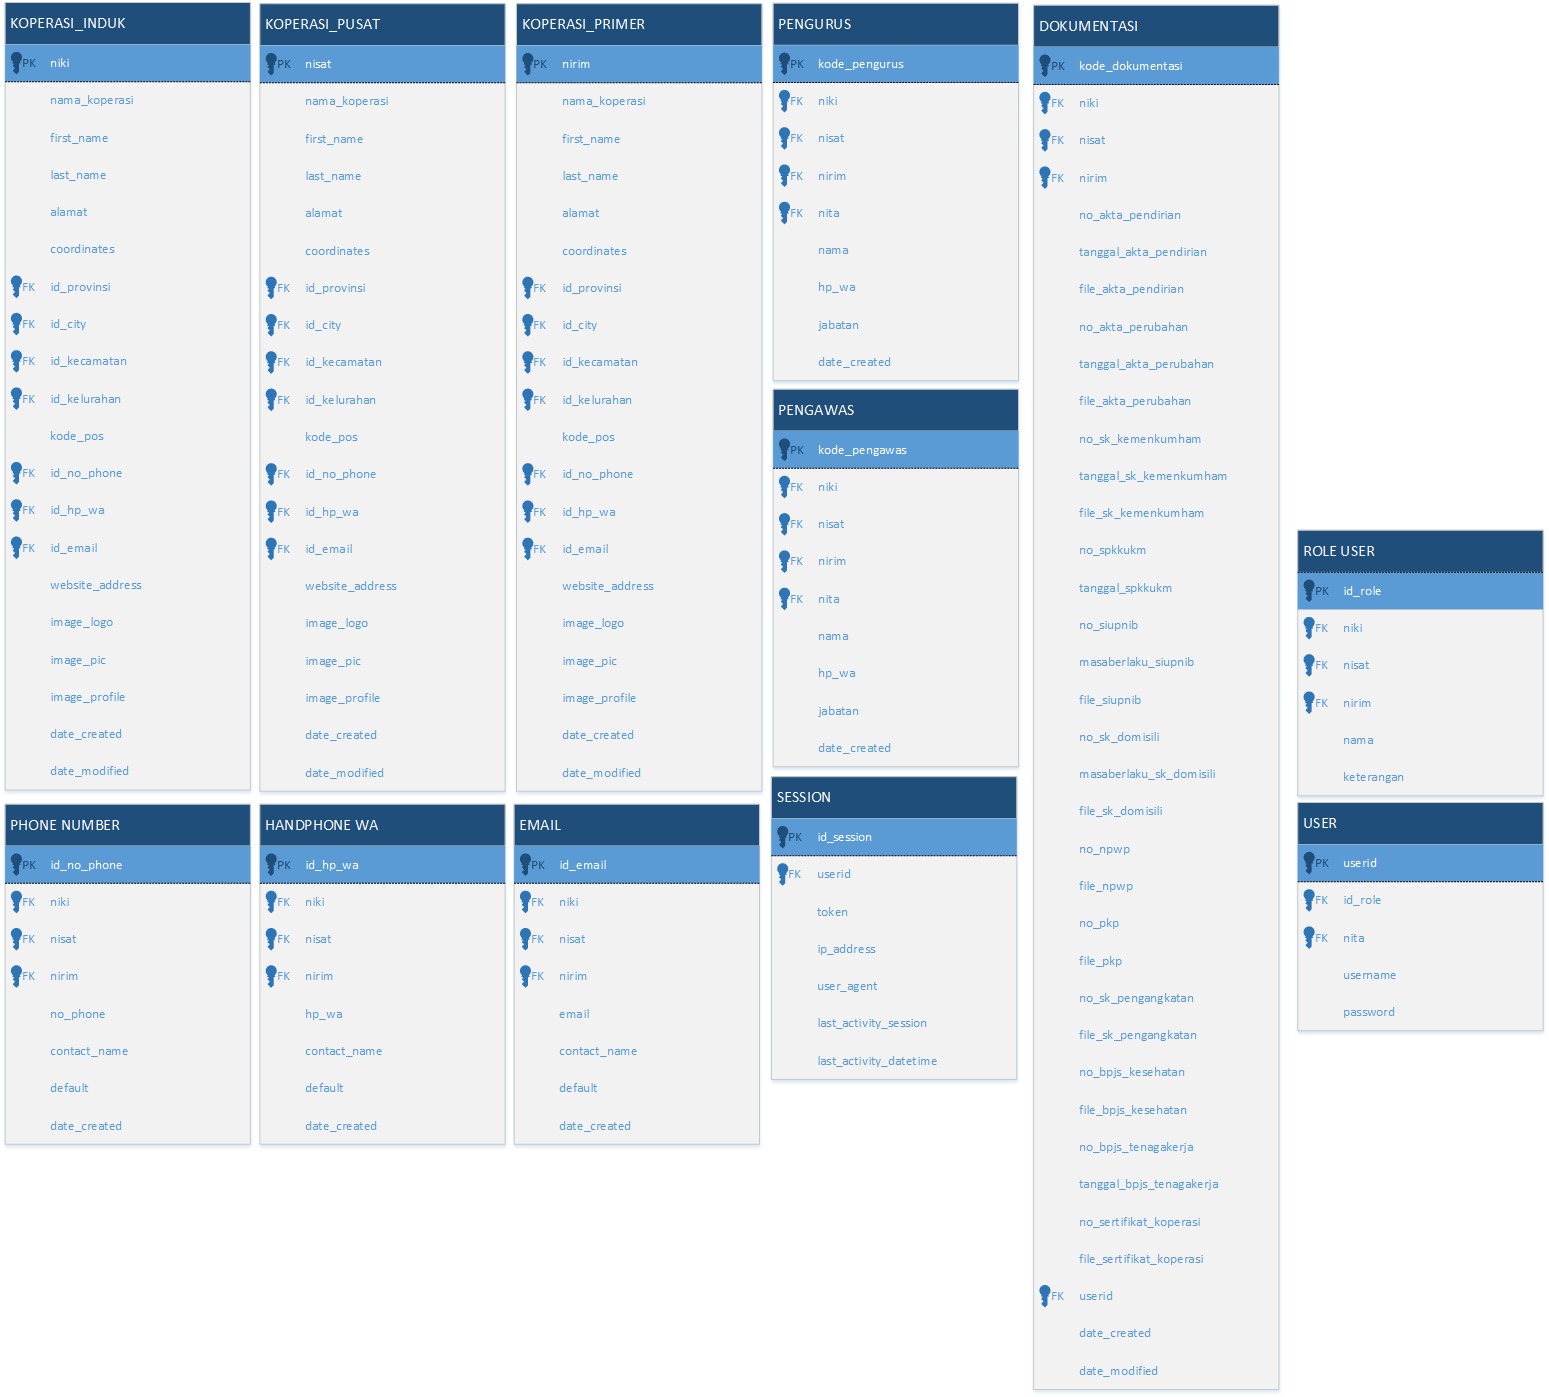 KOPERASI_INDUK
PK niki
nama_koperasi
first_name
last_name
alamat
coordinates
FK id_provinsi
FK id_city
FK id_kecamatan
FK id_kelurahan
kode_pos
FK id_no_phone
FK id_hp_wa
FK id_email
website_address
image_logo
image_pic
image_profile
date_created
date_modified
KOPERASI_PUSAT
PK nisat
nama_koperasi
first_name
last_name
alamat
coordinates
FK id_provinsi
FK id_city
FK id_kecamatan
FK id_kelurahan
kode_pos
FK id_no_phone
FK id_hp_wa
FK id_email
website_address
image_logo
image_pic
image_profile
date_created
date_modified
KOPERASI_PRIMER
PK nirim
nama_koperasi
first_name
last_name
alamat
coordinates
FK id_provinsi
FK id_city
FK id_kecamatan
FK id_kelurahan
kode_pos
FK id_no_phone
FK id_hp_wa
FK id_email
website_address
image_logo
image_pic
image_profile
date_created
date_modified
PENGURUS
PK kode_pengurus
FK niki
FK nisat
FK nirim
FK nita
nama
hp_wa
jabatan
date_created
PENGAWAS
PK kode_pengawas
FK niki
FK nisat
FK nirim
FK nita
nama
hp_wa
jabatan
date_created
DOKUMENTASI
PK kode_dokumentasi
FK niki
FK nisat
FK nirim
no_akta_pendirian
tanggal_akta_pendirian
file_akta_pendirian
no_akta_perubahan
tanggal_akta_perubahan
file_akta_perubahan
no_sk_kemenkumham
tanggal_sk_kemenkumham
file_sk_kemenkumham
no_spkkukm
tanggal_spkkukm
no_siupnib
masaberlaku_siupnib
file_siupnib
no_sk_domisili
masaberlaku_sk_domisili
file_sk_domisili
no_npwp
file_npwp
no_pkp
file_pkp
no_sk_pengangkatan
file_sk_pengangkatan
no_bpjs_kesehatan
file_bpjs_kesehatan
no_bpjs_tenagakerja
tanggal_bpjs_tenagakerja
no_sertifikat_koperasi
file_sertifikat_koperasi
FK userid
date_created
date_modified
ROLE USER
PK id_role
FK niki
FK nisat
FK nirim
nama
keterangan
PHONE NUMBER
PK id_no_phone
FK niki
FK nisat
FK nirim
no_phone
contact_name
default
date_created
HANDPHONE WA
PK id_hp_wa
FK niki
FK nisat
FK nirim
hp_wa
contact_name
default
date_created
EMAIL
PK id_email
FK niki
FK nisat
FK nirim
email
contact_name
default
date_created
SESSION
PK id_session
FK userid
token
ip_address
user_agent
last_activity_session
last_activity_datetime
USER
PK userid
FK id_role
FK nita
username
password